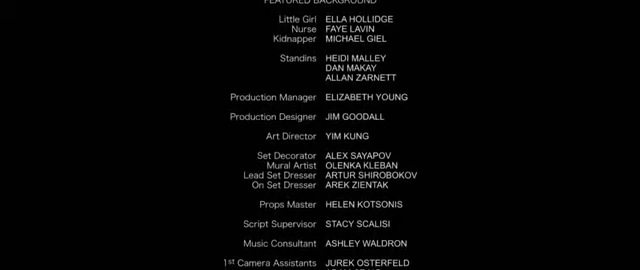 FEATURED BACKGROUND
Little Girl ELLA HOLLIDGE
Nurse FAYE LAVIN
Kidnapper MICHAEL GIEL
Standins HEIDI MALLEY
DAN MAKAY
ALLAN ZARNETT
Production Manager ELIZABETH YOUNG
Production Designer JIM GOODALL
Art Director YIM KUNG
Set Decorator ALEX SAYAPOV
Mural Artist OLENKA KLEBAN
Lead Set Dresser ARTUR SHIROBOKOV
On Set Dresser AREK ZIENTAK
Props Master HELEN KOTSONIS
Script Supervisor STACY SCALISI
Music Consultant ASHLEY WALDRON
1st Camera Assistants JUREK OSTERFELD